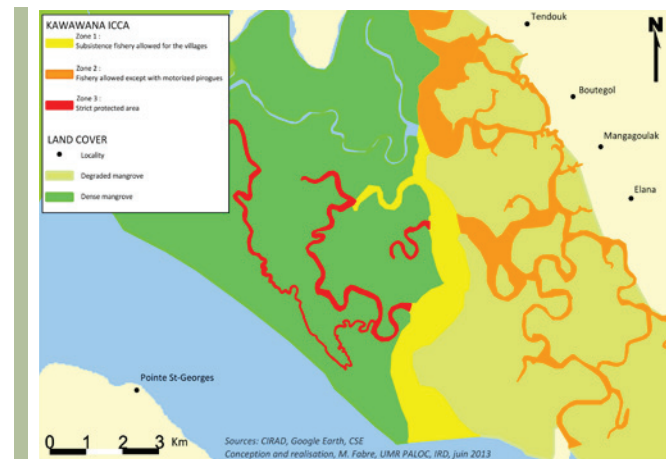 KAWAWANA ICCA
Zone 1 :
Subsistence fishery allowed for the villages
Zone 2 :
Fishery allowed except with motorized pirogues
Zone 3 :
Strict protected area
LAND COVER
Locality
Degraded mangrove
Dense mangrove
Tendouk
N
Boutegol
Mangagoulak
Elana
Pointe St-Georges
0 1 2 3 Km
Sources: CIRAD, Google Earth, CSE
Conception and realisation, M. Fabre, UMR PALOC, IRD, juin 2013